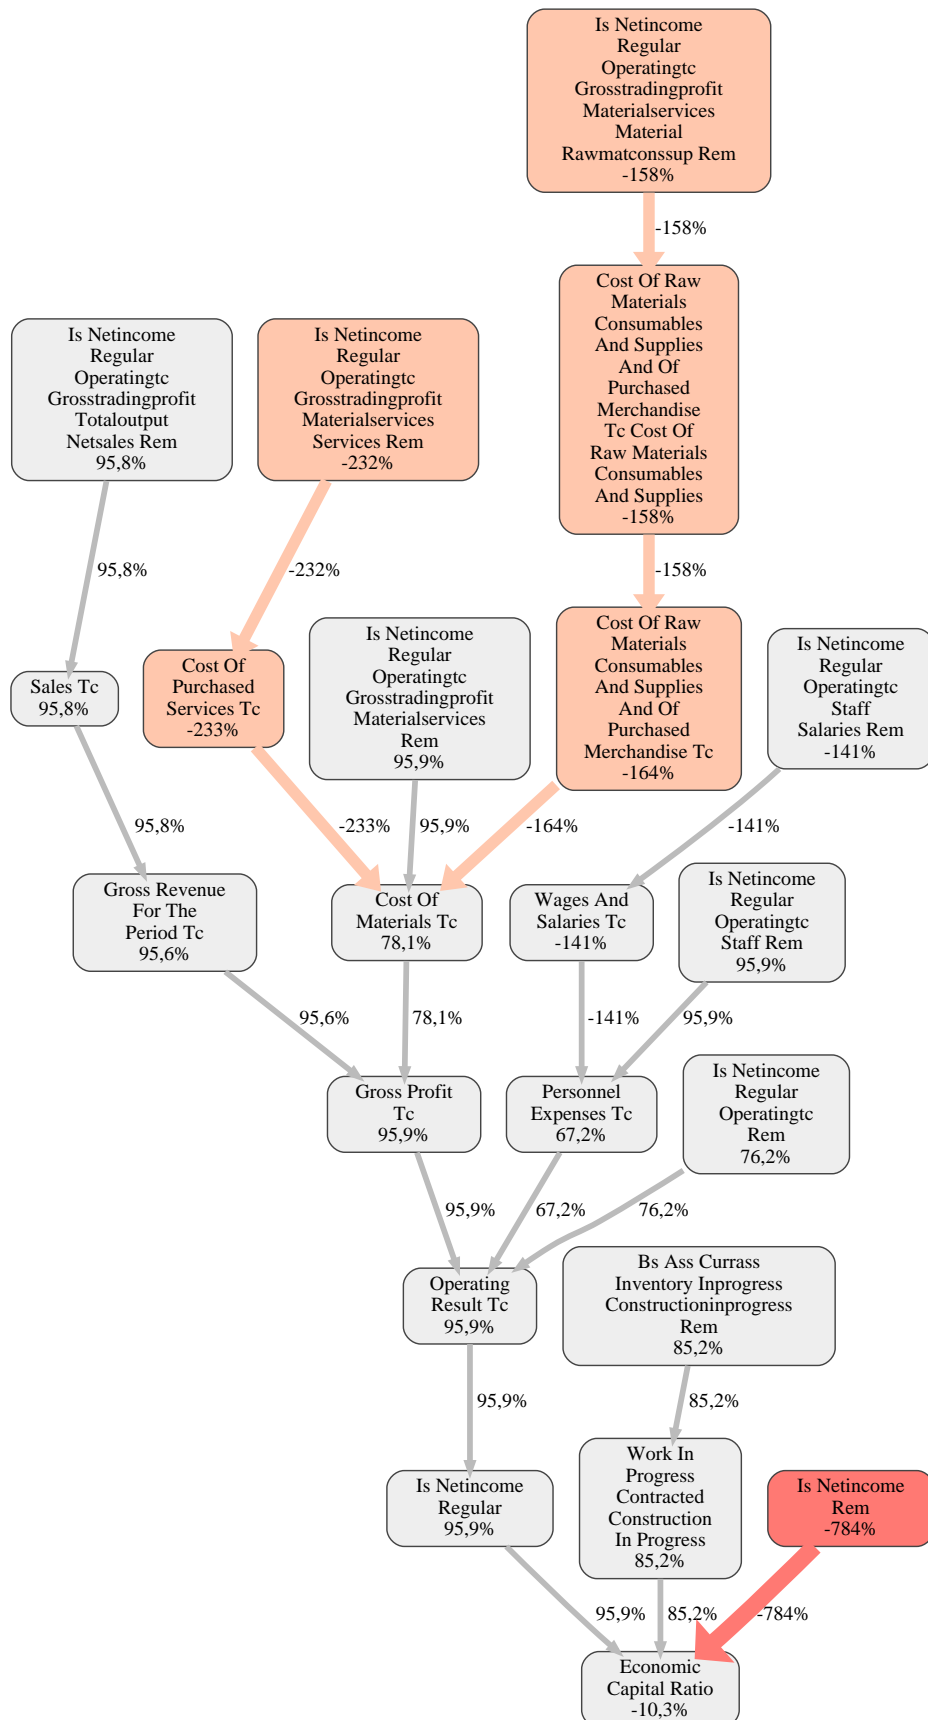 Is Netincome
Regular
Operatingtc
Grosstradingprofit
Materialservices
Material
Rawmatconssup Rem
-158%
-158%
Cost Of Raw
Materials
Consumables
And Supplies
And Of
Purchased
Merchandise
Tc Cost Of
Raw Materials
Consumables
And Supplies
-158%
Is Netincome
Regular
Operatingtc
Grosstradingprofit
Totaloutput
Netsales Rem
95,8%
Is Netincome
Regular
Operatingtc
Grosstradingprofit
Materialservices
Services Rem
-232%
95,8%
-232%
-158%
Sales Tc
95,8%
Cost Of
Purchased
Services Tc
-233%
Is Netincome
Regular
Operatingtc
Grosstradingprofit
Materialservices
Rem
95,9%
Cost Of Raw
Materials
Consumables
And Supplies
And Of
Purchased
Merchandise Tc
-164%
Is Netincome
Regular
Operatingtc
Staff
Salaries Rem
-141%
95,8%
-233%
95,9%
-164%
-141%
Gross Revenue
For The
Period Tc
95,6%
Cost Of
Materials Tc
78,1%
Wages And
Salaries Tc
-141%
Is Netincome
Regular
Operatingtc
Staff Rem
95,9%
95,6%
78,1%
-141%
95,9%
Gross Profit
Tc
95,9%
Personnel
Expenses Tc
67,2%
Is Netincome
Regular
Operatingtc
Rem
76,2%
95,9%
67,2%
76,2%
Operating
Result Tc
95,9%
Bs Ass Currass
Inventory Inprogress
Constructioninprogress
Rem
85,2%
95,9%
85,2%
Is Netincome
Regular
95,9%
Work In
Progress
Contracted
Construction
In Progress
85,2%
Is Netincome
Rem
-784%
95,9%
85,2%
-784%
Economic
Capital Ratio
-10,3%